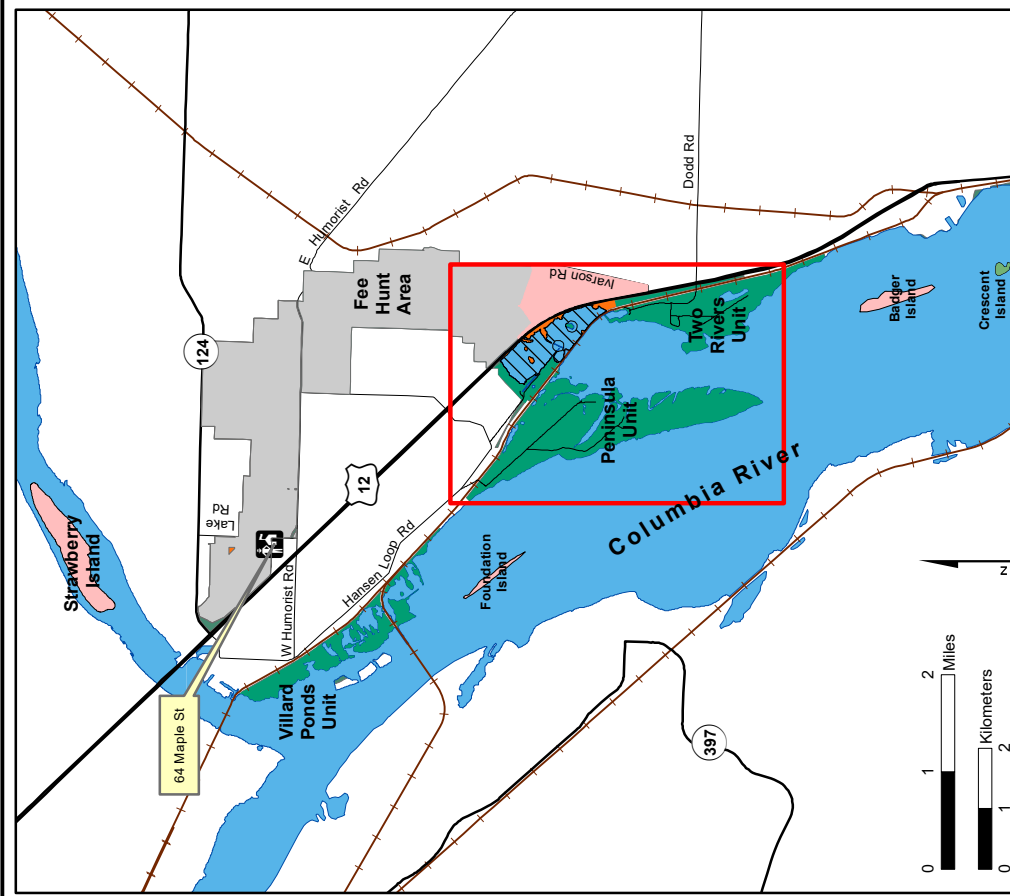 Strawberry
Island
124
Lake
Rd
E Humorist Rd
Fee
Hunt
Area
Dodd Rd
Ivarson Rd
12
64 Maple St
W Humorist Rd
Hansen Loop Rd
Villard
Ponds
Unit
Foundation
Island
Peninsula
Unit
Two
Rivers
Unit
Columbia River
Badger
Island
Crescent
Island
397
N
0 1 2
Miles
Kilometers
0 1 2